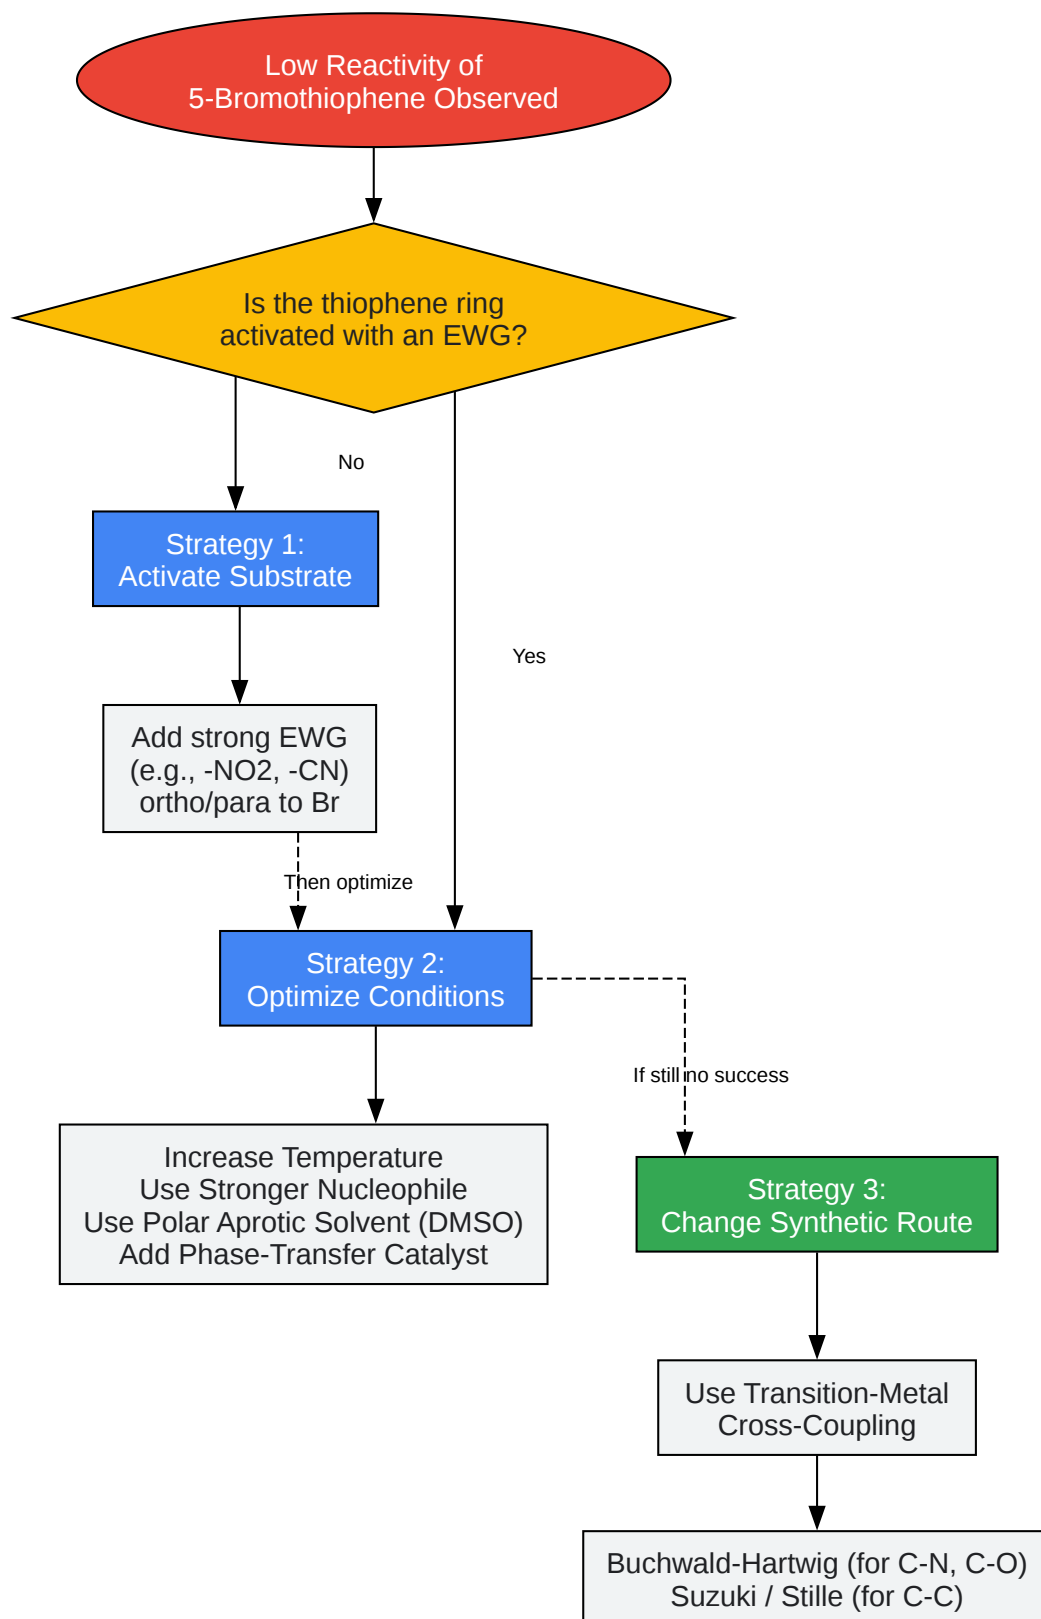 Low Reactivity of
5-Bromothiophene Observed
Is the thiophene ring
activated with an EWG?
No
Strategy 1:
Activate Substrate
Yes
Add strong EWG
(e.g., -NO2, -CN)
ortho/para to Br
Then optimize
Strategy 2:
Optimize Conditions
If still no success
Increase Temperature
Use Stronger Nucleophile
Use Polar Aprotic Solvent (DMSO)
Add Phase-Transfer Catalyst
Strategy 3:
Change Synthetic Route
Use Transition-Metal
Cross-Coupling
Buchwald-Hartwig (for C-N, C-O)
Suzuki / Stille (for C-C)